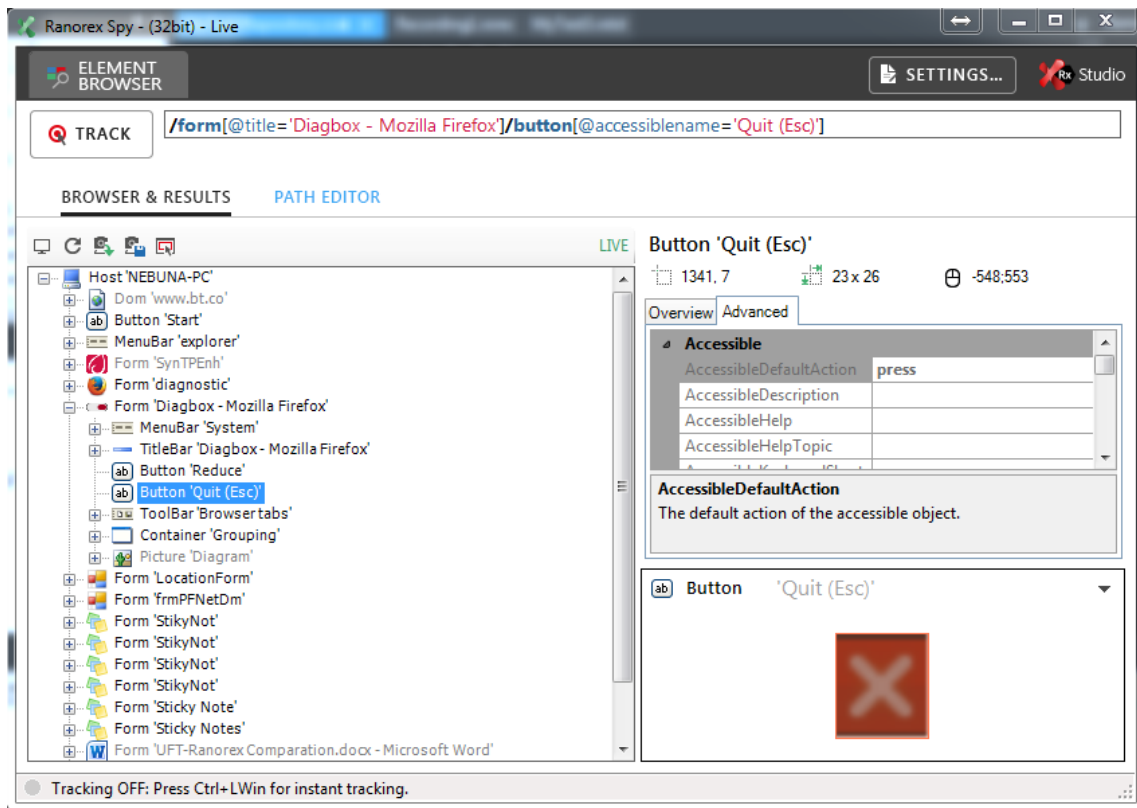 Ranorex Spy - (32bit) - Live
ELEMENT
BROWSER
SETTINGS...
Rx Studio
TRACK
/form[@title='Diagbox - Mozilla Firefox']/button[@accessiblename='Quit (Esc)']
BROWSER & RESULTS
PATH EDITOR
LIVE
Host 'NEBUNA-PC'
Dom 'www.bt.co'
Button 'Start'
MenuBar 'explorer'
Form 'SynTPEnh'
Form 'diagnostic'
Form 'Diagbox - Mozilla Firefox'
MenuBar 'System'
TitleBar 'Diagbox - Mozilla Firefox'
Button 'Reduce'
Button 'Quit (Esc)'
ToolBar 'Browser tabs'
Container 'Grouping'
Picture 'Diagram'
Form 'LocationForm'
Form 'frmPFNetDm'
Form 'StikyNot'
Form 'StikyNot'
Form 'StikyNot'
Form 'StikyNot'
Form 'Sticky Note'
Form 'Sticky Notes'
Form 'UFT-Ranorex Comparation.docx - Microsoft Word'
Button 'Quit (Esc)'
1341, 7
23 x 26
-548;553
Overview
Advanced
Accessible
AccessibleDefaultAction press
AccessibleDescription
AccessibleHelp
AccessibleHelpTopic
AccessibleDefaultAction
The default action of the accessible object.
Button 'Quit (Esc)'
Tracking OFF: Press Ctrl+LWin for instant tracking.